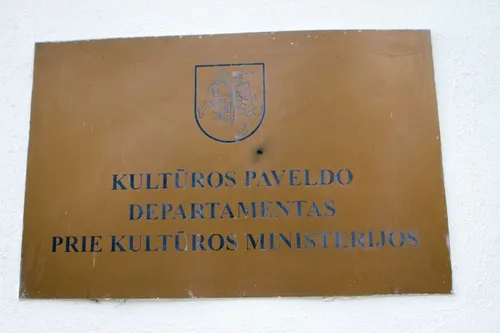 KULTŪROS PAVELDO
DEPARTAMENTAS
PRIE KULTŪROS MINISTERIJOS